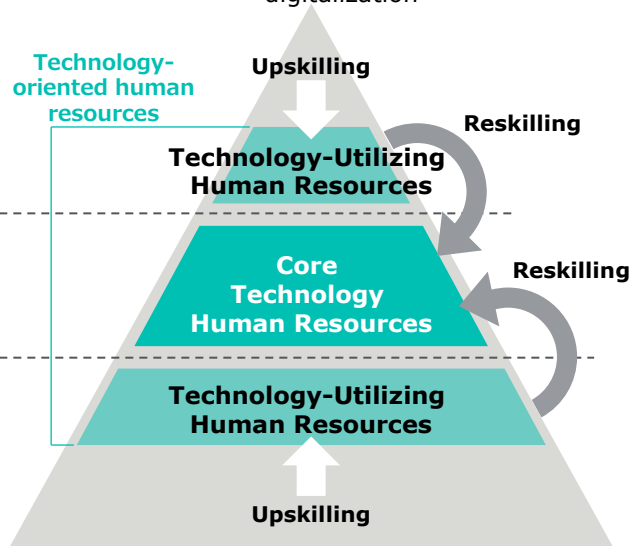 digitalization
Upskilling
Technology-
oriented human
resources
Reskilling
Technology-Utilizing
Human Resources
Core
Technology
Human Resources
Reskilling
Technology-Utilizing
Human Resources
Upskilling